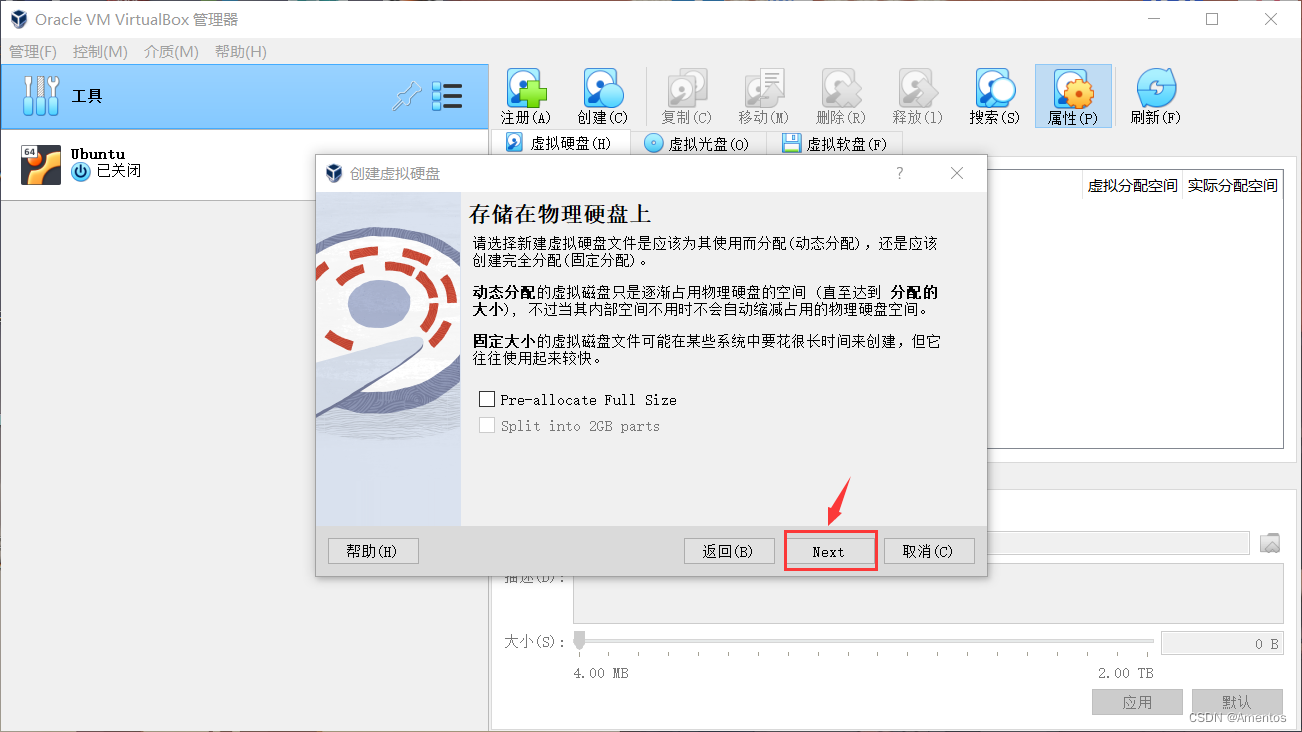 Oracle VM VirtualBox 管理器
管理(F) 控制(M) 介质(M) 帮助(H)
工具
注册(A) 创建(C) 复制(C) 移动(M) 删除(R) 释放(l) 搜索(S) 属性(P) 刷新(F)
虚拟硬盘(H) 虚拟光盘(O) 虚拟软盘(F)
64 Ubuntu
已关闭
虚拟分配空间 实际分配空间
创建虚拟硬盘 ?
存储在物理硬盘上
请选择新建虚拟硬盘文件是应该为其使用而分配(动态分配)，还是应该
创建完全分配(固定分配)。
动态分配的虚拟磁盘只是逐渐占用物理硬盘的空间（直至达到 分配的
大小），不过当其内部空间不用时不会自动缩减占用的物理硬盘空间。
固定大小的虚拟磁盘文件可能在某些系统中要花很长时间来创建，但它
往往使用起来较快。
Pre-allocate Full Size
Split into 2GB parts
帮助(H) 返回(B) Next 取消(C)
描述(D):
大小(S): 0 B
4.00 MB 2.00 TB
应用 默认
CSDN @Amentos